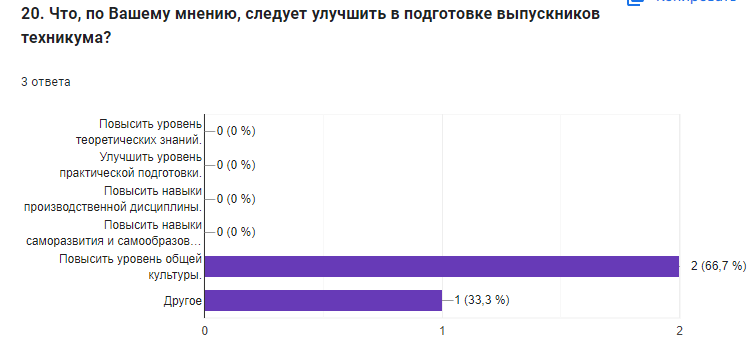 20. Что, по Вашему мнению, следует улучшить в подготовке выпускников
техникума?
3 ответа
Повысить уровень
теоретических знаний.
0 (0 %)
Улучшить уровень
практической подготовки.
0 (0 %)
Повысить навыки
производственной дисциплины.
0 (0 %)
Повысить навыки
саморазвития и самообразов…
0 (0 %)
Повысить уровень общей
культуры.
2 (66,7 %)
Другое
1 (33,3 %)
0
1
2